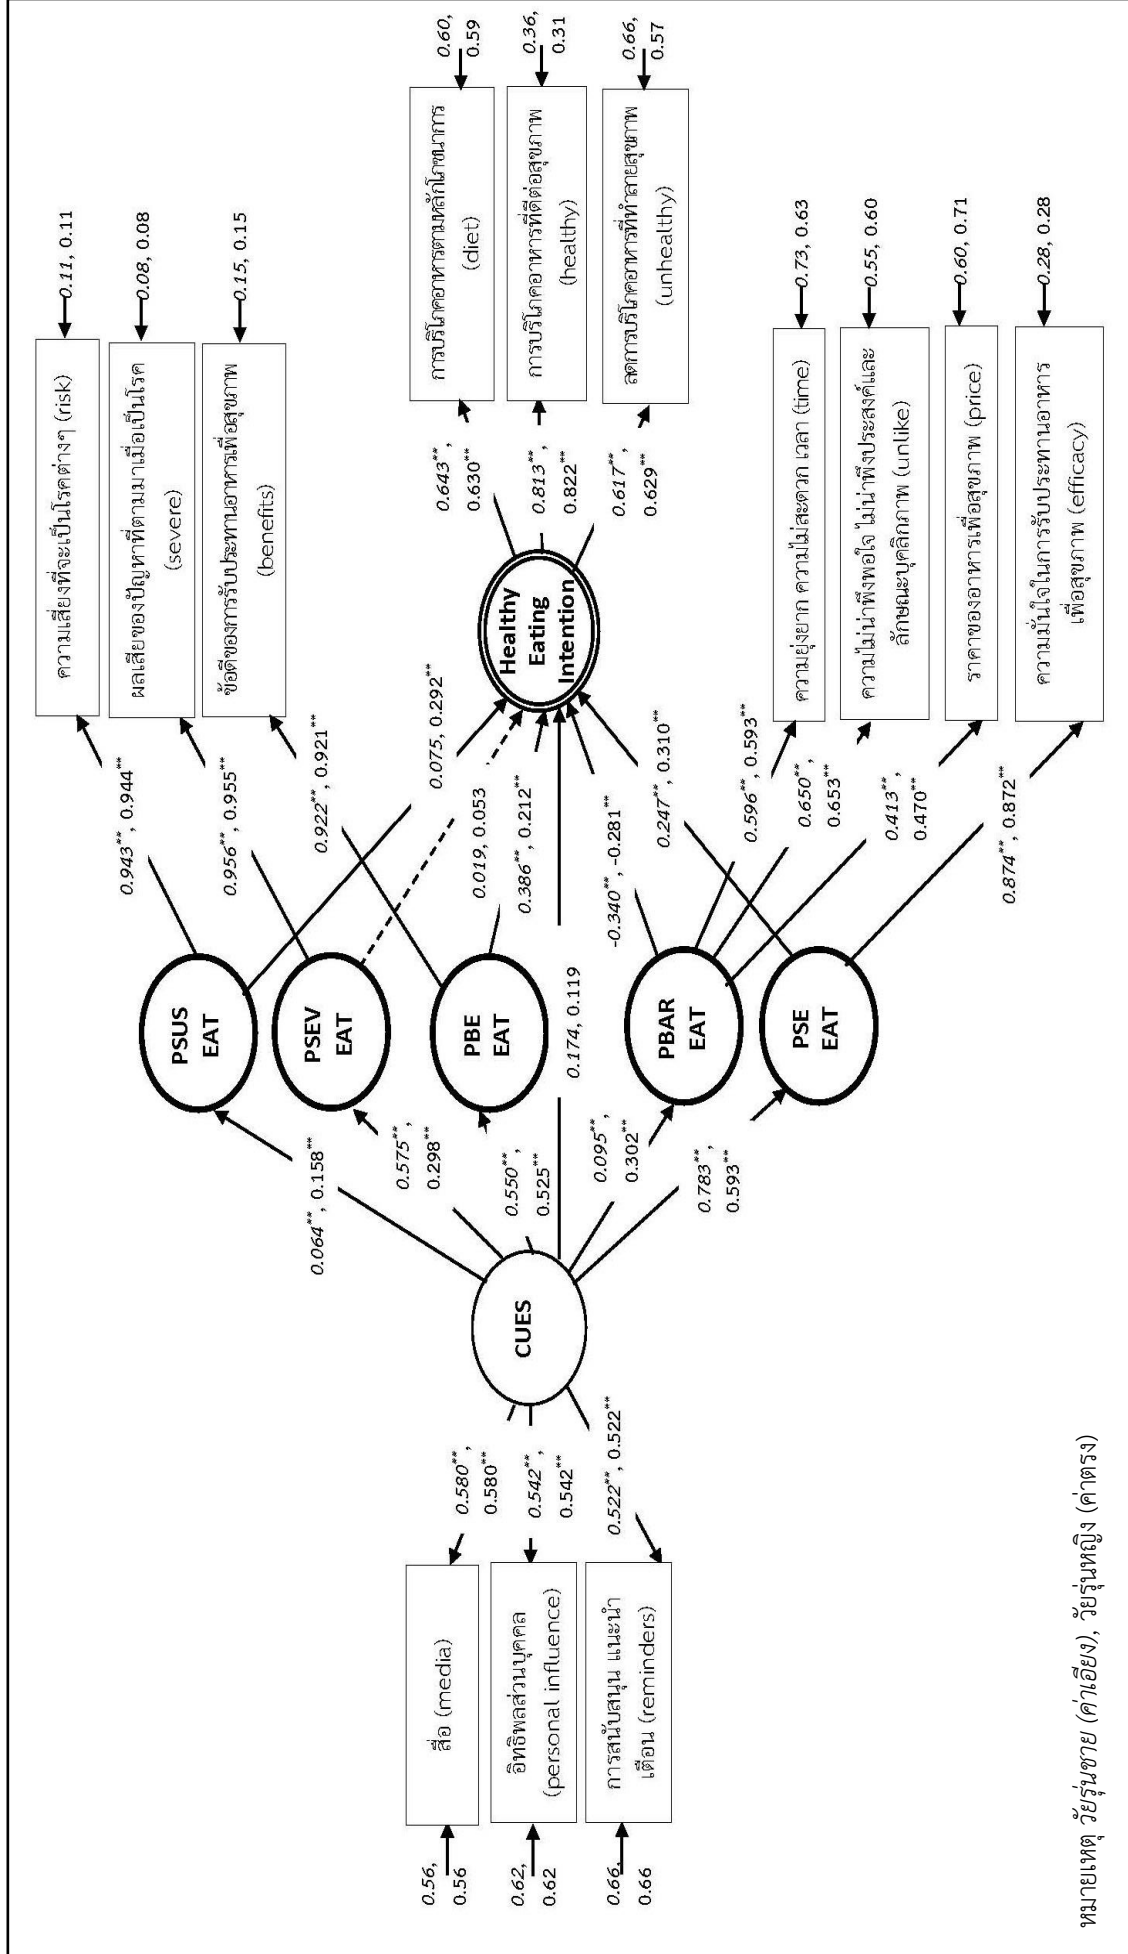 0.56,
0.56
0.62,
0.62
0.66,
0.66
สื่อ (media)
อิทธิพลส่วนบุคคล
(personal influence)
การสนับสนุน แนะนำ
เตือน (reminders)
0.580**,
0.580**
0.542**,
0.542**
0.522**, 0.522**
CUES
0.064**, 0.158**
0.575**,
0.298**
0.550**,
0.525**
0.174, 0.119
0.095**,
0.302**
0.783**,
0.593**
PSUS
EAT
PSEV
EAT
PBE
EAT
PBAR
EAT
PSE
EAT
0.943**, 0.944**
0.956**, 0.955**
0.922**, 0.921**
0.075, 0.292**
0.019, 0.053
0.386**, 0.212**
-0.340**, -0.281**
0.247**, 0.310**
0.596**, 0.593**
0.650**,
0.653**
0.413**,
0.470**
0.874**, 0.872**
Healthy
Eating
Intention
ความเสี่ยงที่จะเป็นโรคต่างๆ (risk)
0.11, 0.11
ผลเสียของปัญหาที่ตามมาเมื่อเป็นโรค
(severe)
0.08, 0.08
ข้อดีของการรับประทานอาหารเพื่อสุขภาพ
(benefits)
0.15, 0.15
0.643**,
0.630**
0.813**,
0.822**
0.617**,
0.629**
การบริโภคอาหารตามหลักโภชนาการ
(diet)
0.60,
0.59
การบริโภคอาหารที่ดีต่อสุขภาพ
(healthy)
0.36,
0.31
ลดการบริโภคอาหารที่ทำลายสุขภาพ
(unhealthy)
0.66,
0.57
ความยุ่งยาก ความไม่สะดวก เวลา (time)
0.73, 0.63
ความไม่น่าพึงพอใจ ไม่น่าพึงประสงค์และ
ลักษณะบุคลิกภาพ (unlike)
0.55, 0.60
ราคาของอาหารเพื่อสุขภาพ (price)
0.60, 0.71
ความมั่นใจในการรับประทานอาหาร
เพื่อสุขภาพ (efficacy)
0.28, 0.28
หมายเหตุ วัยรุ่นชาย (ค่าเอียง), วัยรุ่นหญิง (ค่าตรง)